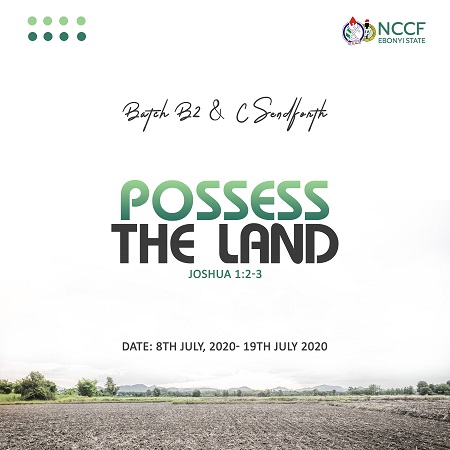 NCCF
EBONYI STATE
Batch B2 & C Sendforth
POSSESS
THE LAND
JOSHUA 1:2-3
DATE: 8TH JULY, 2020- 19TH JULY 2020